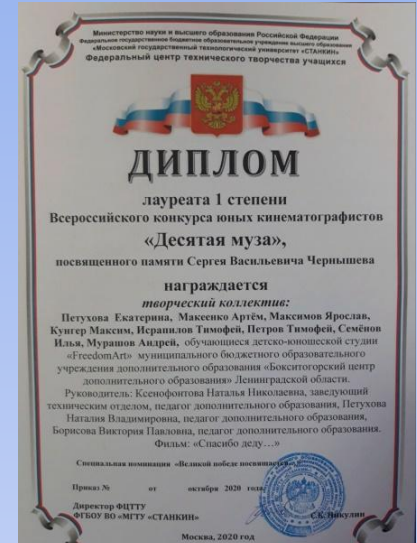 Министерство науки и высшего образования Российской Федерации
Федеральное государственное бюджетное образовательное учреждение высшего образования
«Московский государственный технологический университет «СТАНКИН»
Федеральный центр технического творчества учащихся
ДИПЛОМ
лауреата 1 степени
Всероссийского конкурса юных кинематографистов
«Десятая муза»,
посвященного памяти Сергея Васильевича Чернышева
награждается
творческий коллектив:
Петухова Екатерина, Макеенко Артём, Максимов Ярослав,
Кунгер Максим, Исрапилов Тимофей, Петров Тимофей, Семёнов
Илья, Мурашов Андрей, обучающиеся детско-юношеской студии
«FreedomArt» муниципального бюджетного образовательного
учреждения дополнительного образования «Бокситогорский центр
дополнительного образования» Ленинградской области.
Руководитель: Ксенофонтова Наталья Николаевна, заведующий
техническим отделом, педагог дополнительного образования, Петухова
Наталия Владимировна, педагог дополнительного образования,
Борисова Виктория Павловна, педагог дополнительного образования.
Фильм: «Спасибо деду…»
Специальная номинация «Великой победе посвящается»
Приказ № от октября 2020 года
Директор ФЦТТУ
ФГБОУ ВО «МГТУ «СТАНКИН» С.К. Никулин
Москва, 2020 год